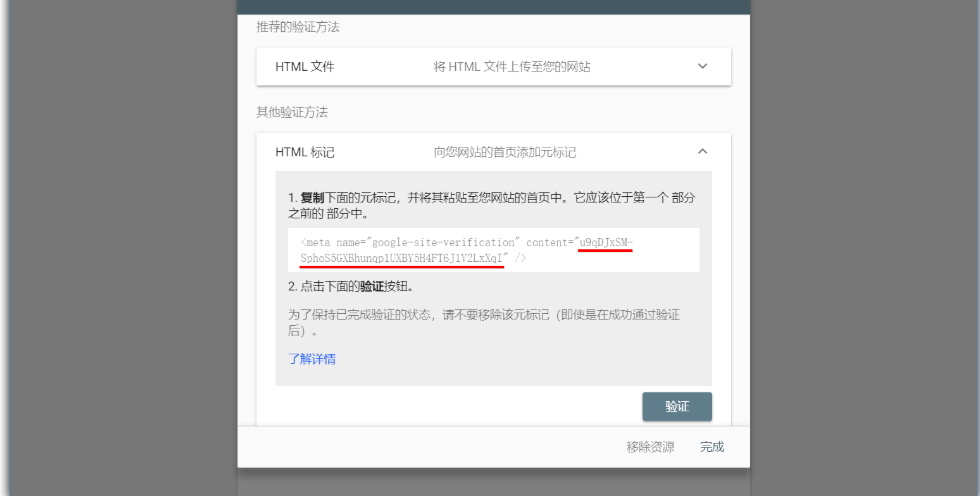 推荐的验证方法
HTML 文件 将 HTML 文件上传至您的网站
其他验证方法
HTML 标记 向您网站的首页添加元标记
1. 复制下面的元标记，并将其粘贴至您网站的首页中。它应该位于第一个 部分
之前的 部分中。
<meta name="google-site-verification" content="u9qDJxSM-
SphoS5GXBhunqp1UXBY5H4FT6J1V2LxXqI" />
2. 点击下面的验证按钮。
为了保持已完成验证的状态，请不要移除该元标记（即使是在成功通过验证
后）。
了解详情
验证
移除资源 完成